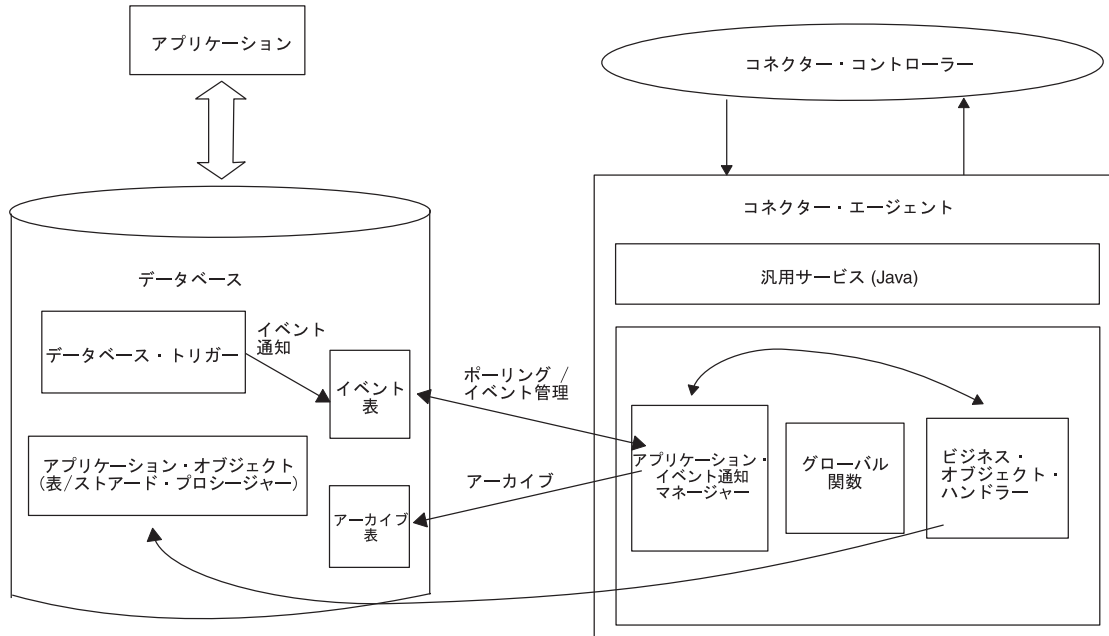 アプリケーション
コネクター・コントローラー
コネクター・エージェント
汎用サービス (Java)
データベース
データベース・トリガー
イベント
通知
イベント
表
ポーリング /
イベント管理
アプリケーション・オブジェクト
(表/ストアード・プロシージャー)
アーカイブ
表
アーカイブ
アプリケーション・
イベント通知
マネージャー
グローバル
関数
ビジネス・
オブジェクト・
ハンドラー